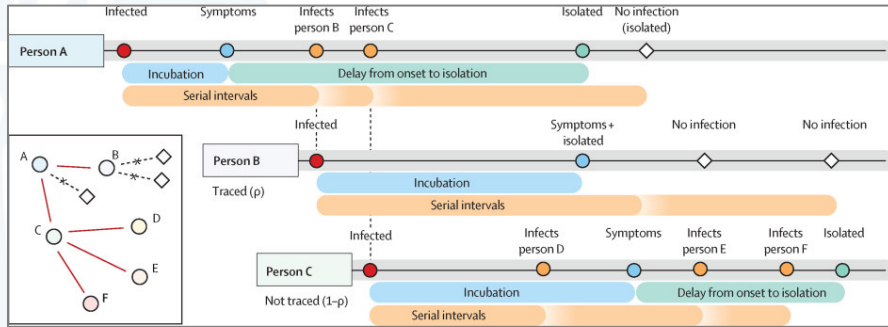 Infected
Symptoms
Infects
person B
Infects
person C
Isolated
No infection
(isolated)
Person A
Incubation
Delay from onset to isolation
Serial intervals
Infected
Symptoms +
isolated
No infection
No infection
Person B
Traced (ρ)
Incubation
Serial intervals
Infected
Infects
person D
Symptoms
Infects
person E
Infects
person F
Isolated
Person C
Not traced (1–ρ)
Incubation
Delay from onset to isolation
Serial intervals
A
B
C
D
E
F